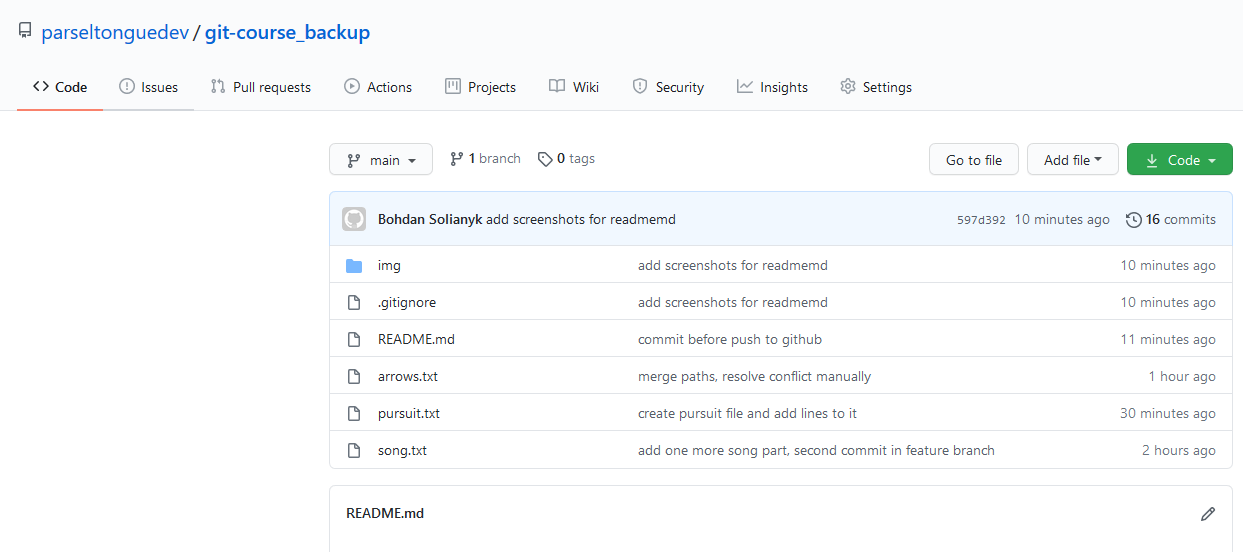 parseltonguedev / git-course_backup
Code Issues Pull requests Actions Projects Wiki Security Insights Settings
main 1 branch 0 tags Go to file Add file Code
Bohdan Solianyk add screenshots for readmemd 597d392 10 minutes ago 16 commits
img add screenshots for readmemd 10 minutes ago
.gitignore add screenshots for readmemd 10 minutes ago
README.md commit before push to github 11 minutes ago
arrows.txt merge paths, resolve conflict manually 1 hour ago
pursuit.txt create pursuit file and add lines to it 30 minutes ago
song.txt add one more song part, second commit in feature branch 2 hours ago
README.md